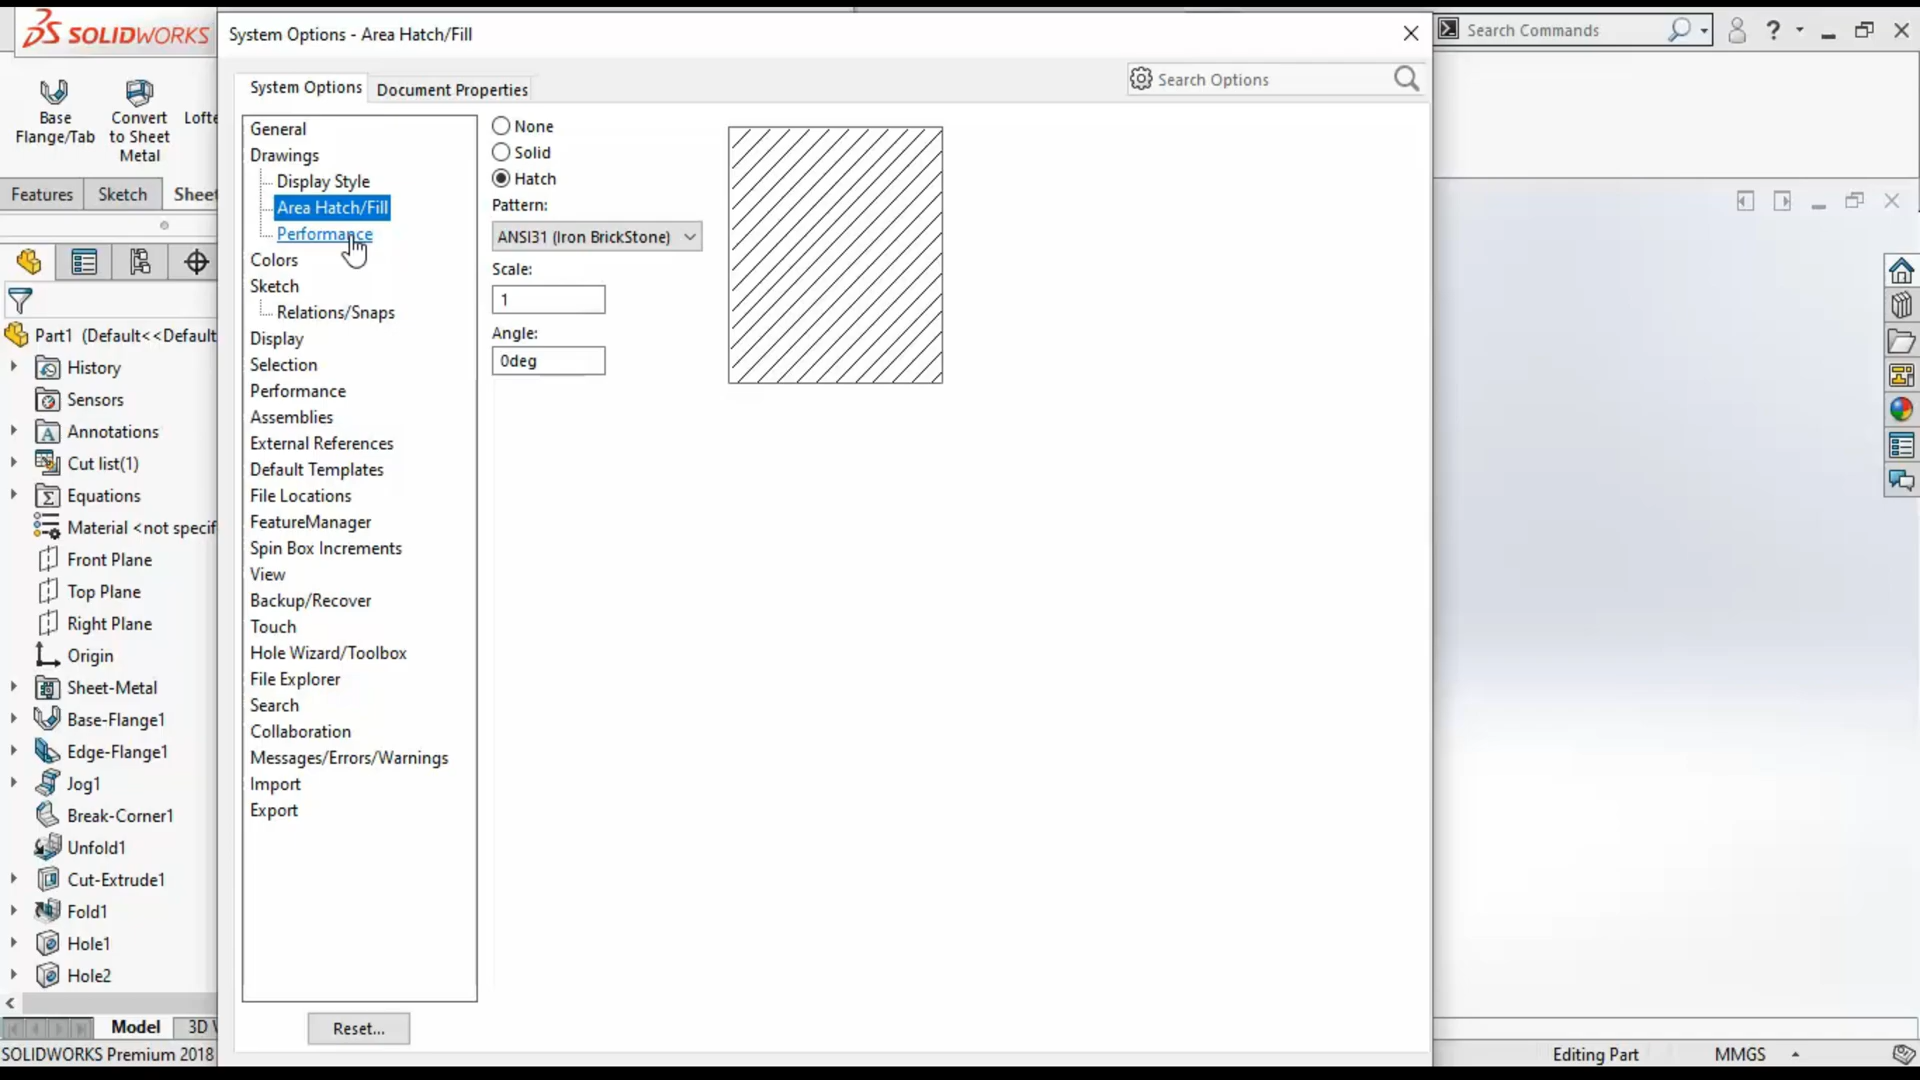 SOLIDWORKS
System Options - Area Hatch/Fill
Search Commands
?
System Options
Document Properties
Search Options
Base
Flange/Tab
Convert
to Sheet
Metal
Lofte
Features
Sketch
Sheet
General
Drawings
Display Style
Area Hatch/Fill
Performance
Colors
Sketch
Relations/Snaps
Display
Selection
Performance
Assemblies
External References
Default Templates
File Locations
FeatureManager
Spin Box Increments
View
Backup/Recover
Touch
Hole Wizard/Toolbox
File Explorer
Search
Collaboration
Messages/Errors/Warnings
Import
Export
Reset...
None
Solid
Hatch
Pattern:
ANSI31 (Iron BrickStone)
Scale:
1
Angle:
0deg
Part1 (Default<<Default
History
Sensors
Annotations
Cut list(1)
Equations
Material <not specif
Front Plane
Top Plane
Right Plane
Origin
Sheet-Metal
Base-Flange1
Edge-Flange1
Jog1
Break-Corner1
Unfold1
Cut-Extrude1
Fold1
Hole1
Hole2
Model
3D
SOLIDWORKS Premium 2018
Editing Part
MMGS